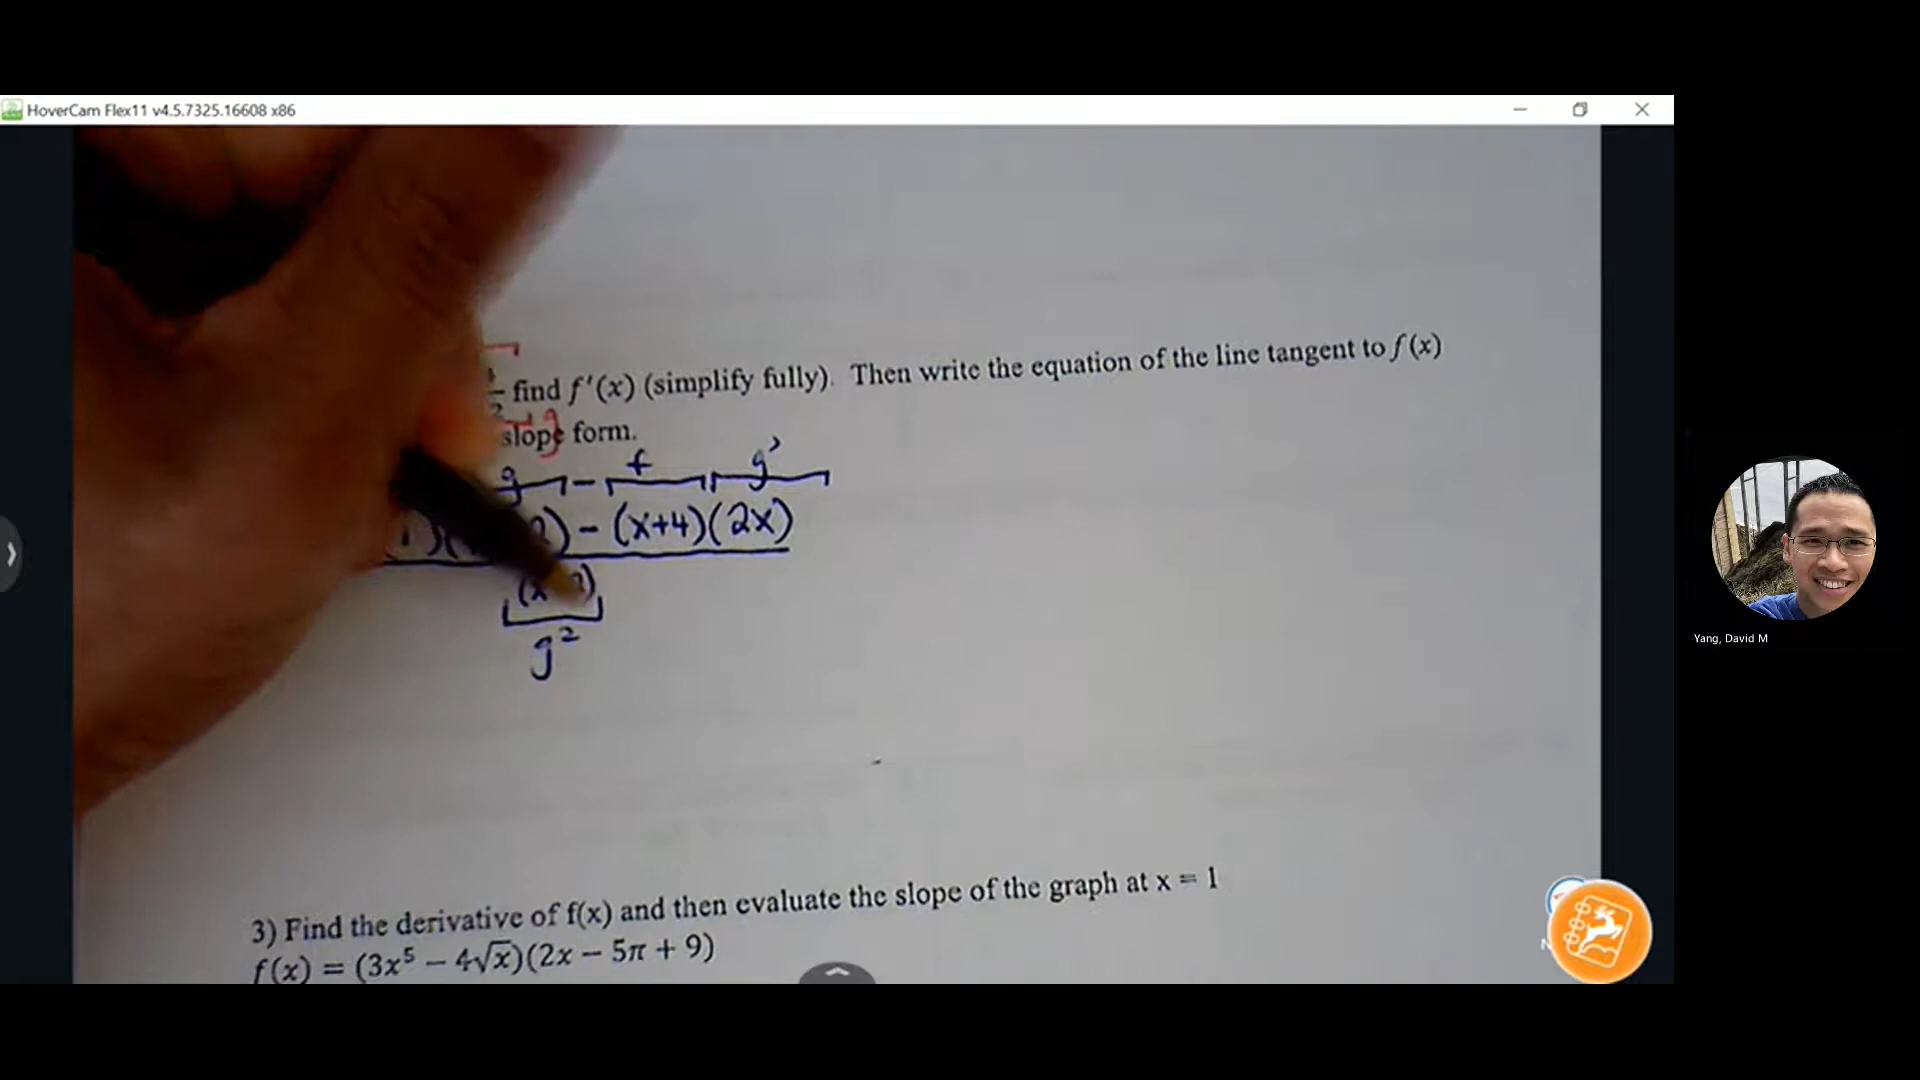 HoverCam Flex11 v4.5.7325.16608 x86
find f'(x) (simplify fully). Then write the equation of the line tangent to f(x)
slope form.
g
g - f g'
- (x+4)(2x)
g²
Yang, David M
3) Find the derivative of f(x) and then evaluate the slope of the graph at x = 1
f(x) = (3x⁵ − 4√x)(2x − 5π + 9)